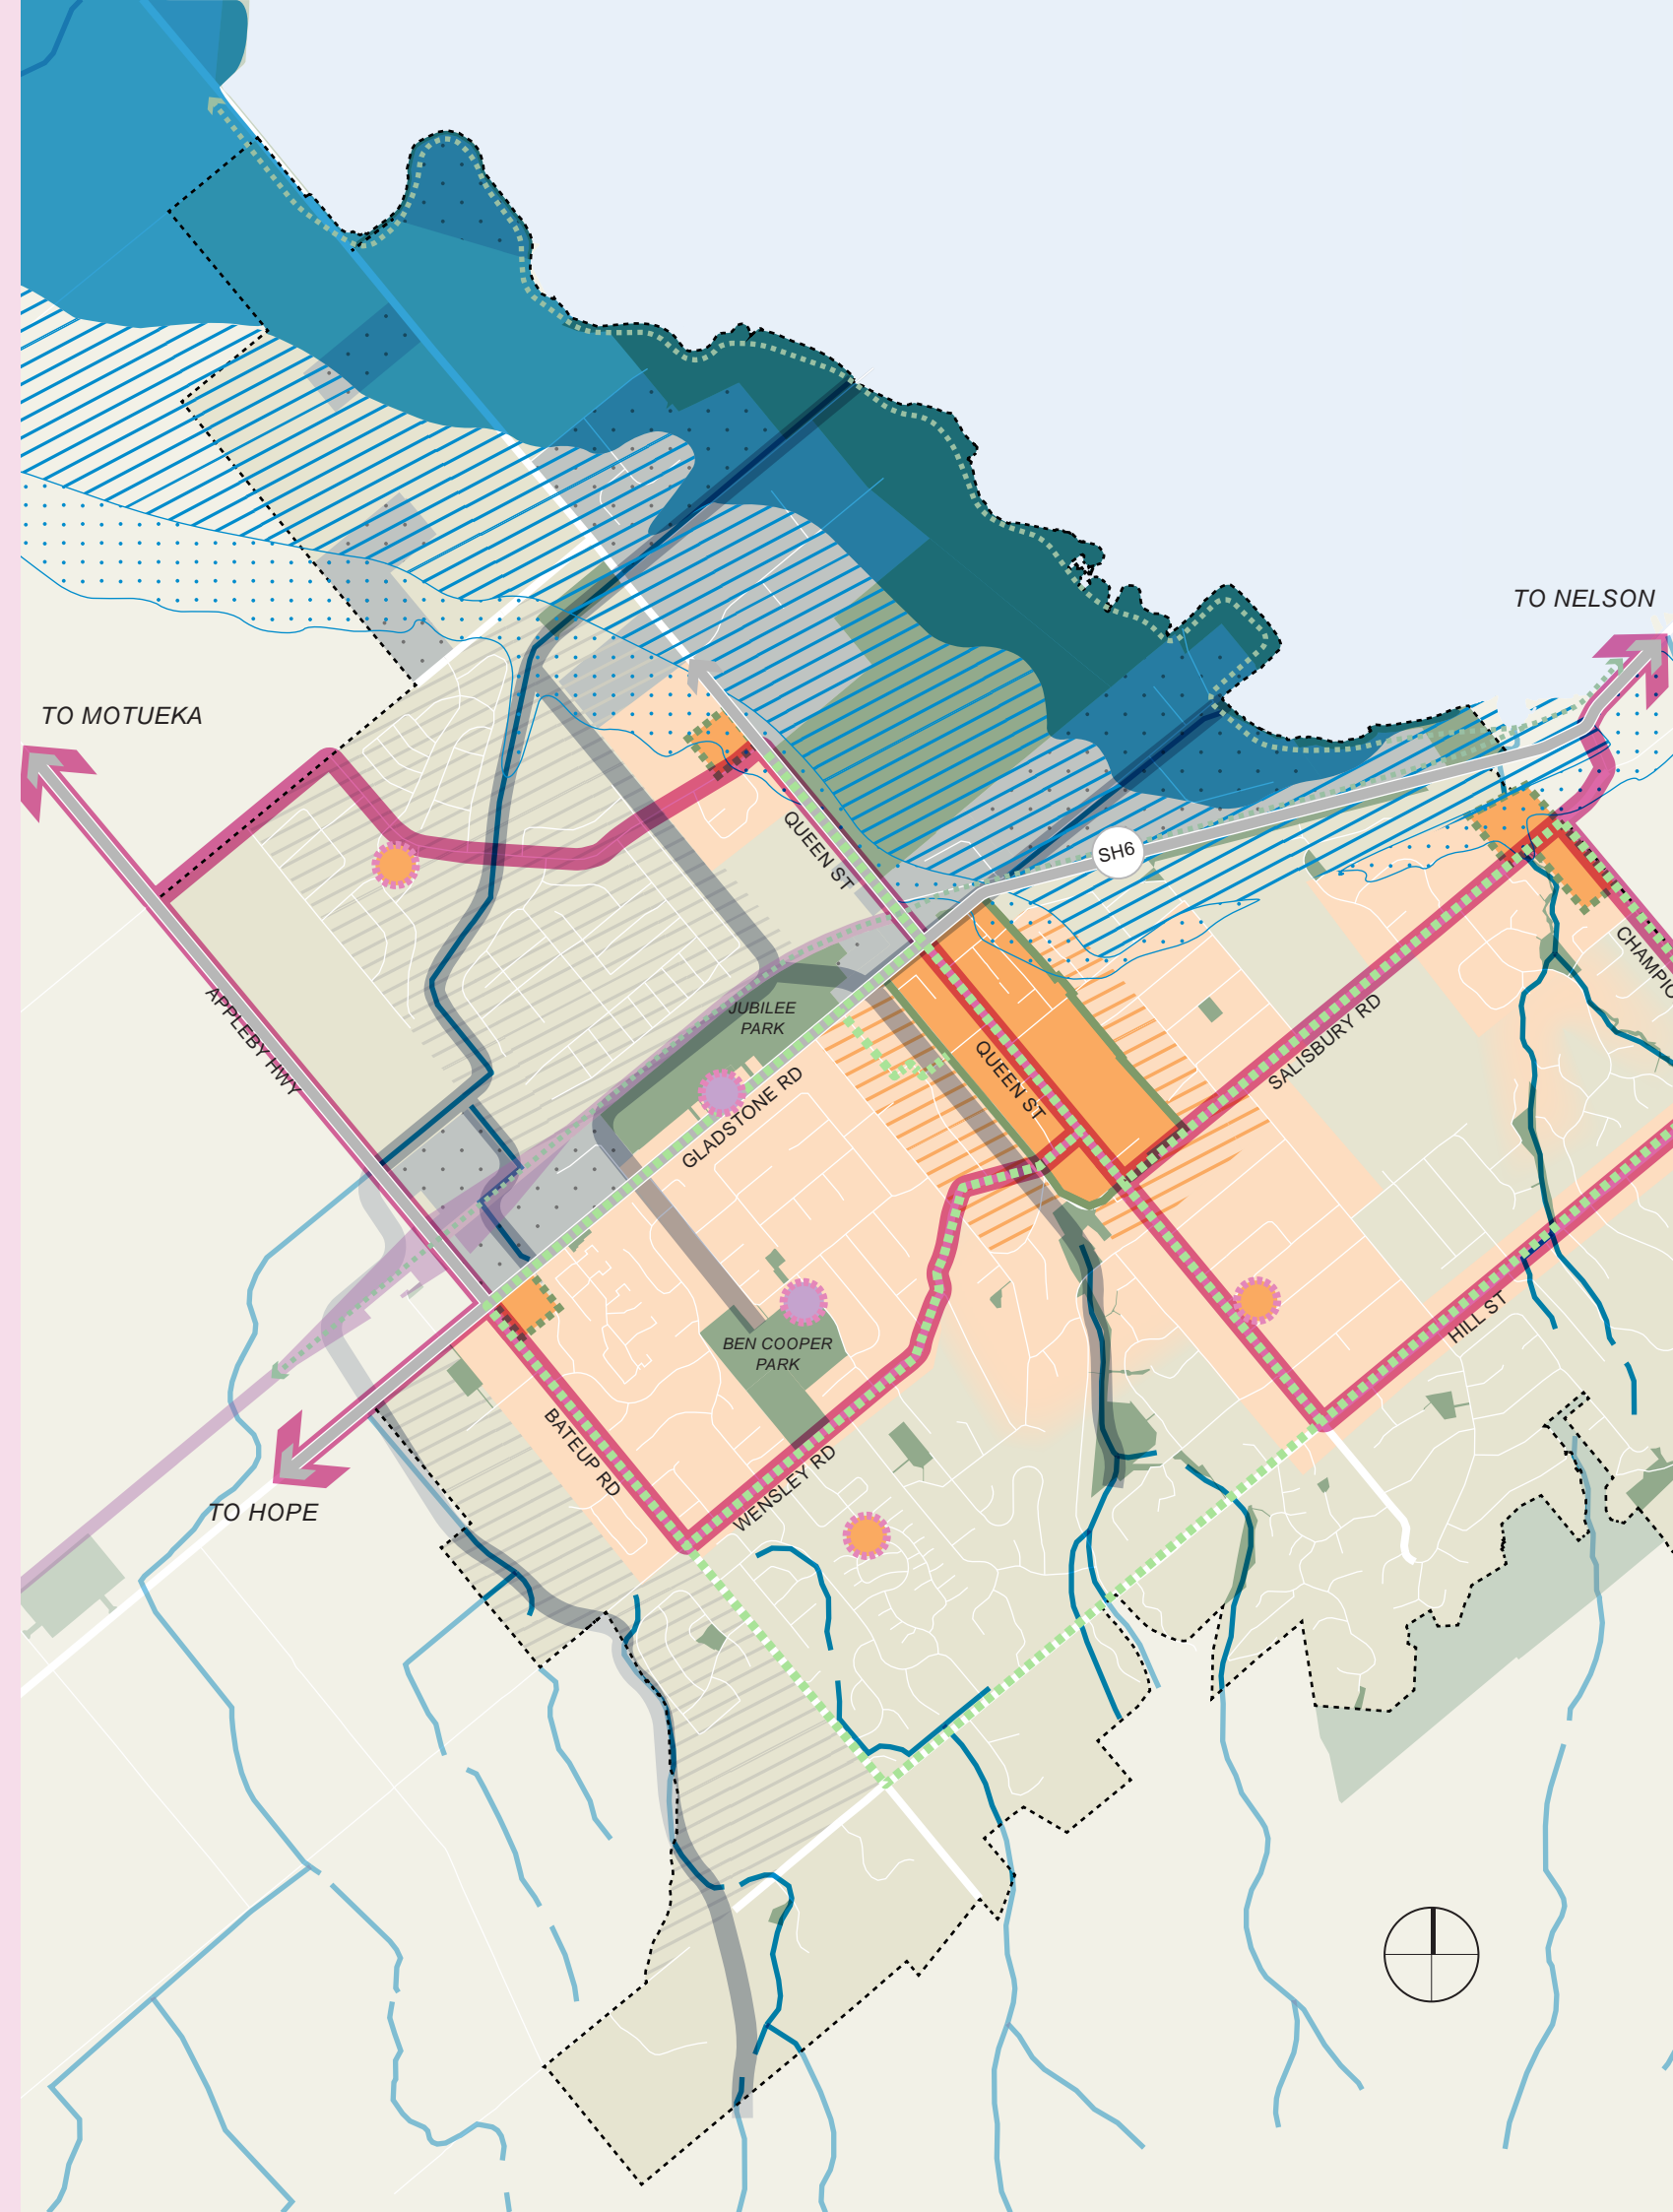 TO NELSON
TO MOTUEKA
QUEEN ST
SH6
CHAMPIO
JUBILEE
PARK
APPLEBY HWY
QUEEN ST
SALISBURY RD
GLADSTONE RD
HILL ST
BEN COOPER
PARK
BATEUP RD
WENSLEY RD
TO HOPE